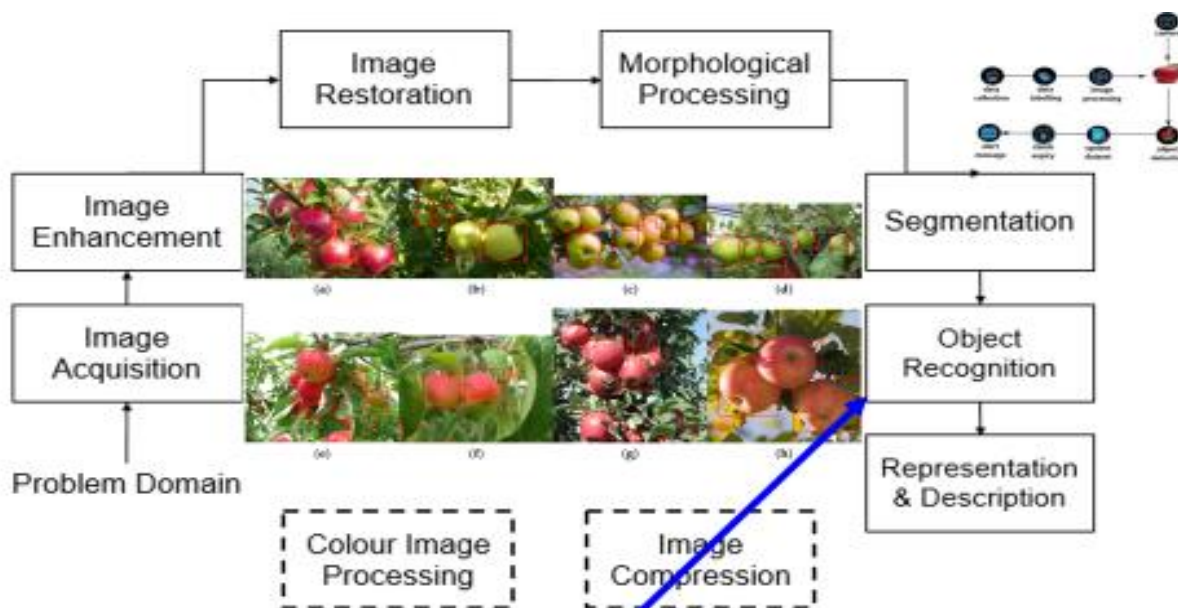 Image
Restoration
Morphological
Processing
Image
Enhancement
Segmentation
(a)
(b)
(c)
(d)
Image
Acquisition
Object
Recognition
(e)
(f)
(g)
(h)
Problem Domain
Representation
& Description
Colour Image
Processing
Image
Compression